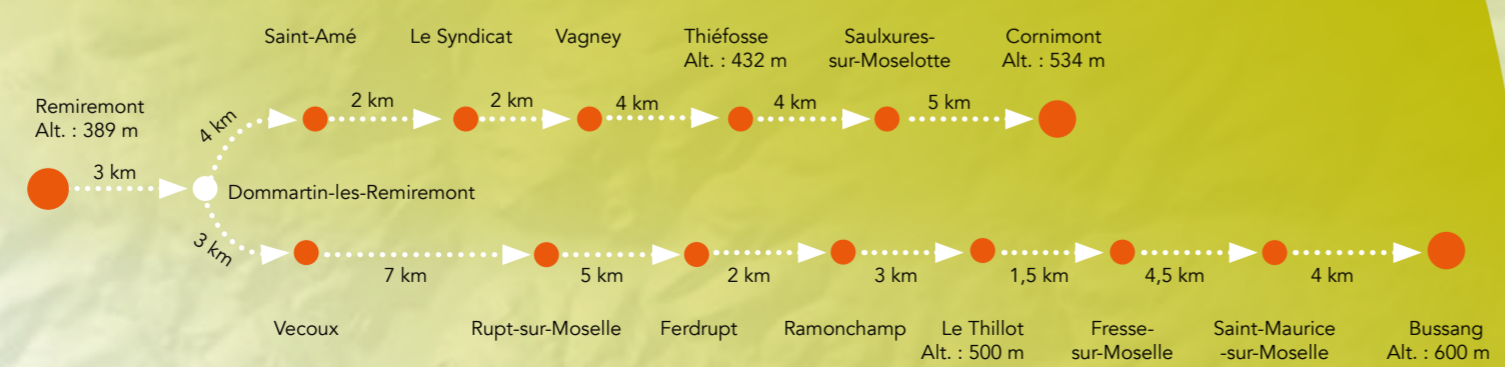 Saint-Amé
Le Syndicat
Vagney
Thiéfosse
Alt. : 432 m
Saulxures-
sur-Moselotte
Cornimont
Alt. : 534 m
Remiremont
Alt. : 389 m
3 km
4 km
2 km
2 km
4 km
4 km
5 km
Dommartin-les-Remiremont
3 km
7 km
5 km
2 km
3 km
1,5 km
4,5 km
4 km
Vecoux
Rupt-sur-Moselle
Ferdrupt
Ramonchamp
Le Thillot
Alt. : 500 m
Fresse-
sur-Moselle
Saint-Maurice
-sur-Moselle
Bussang
Alt. : 600 m